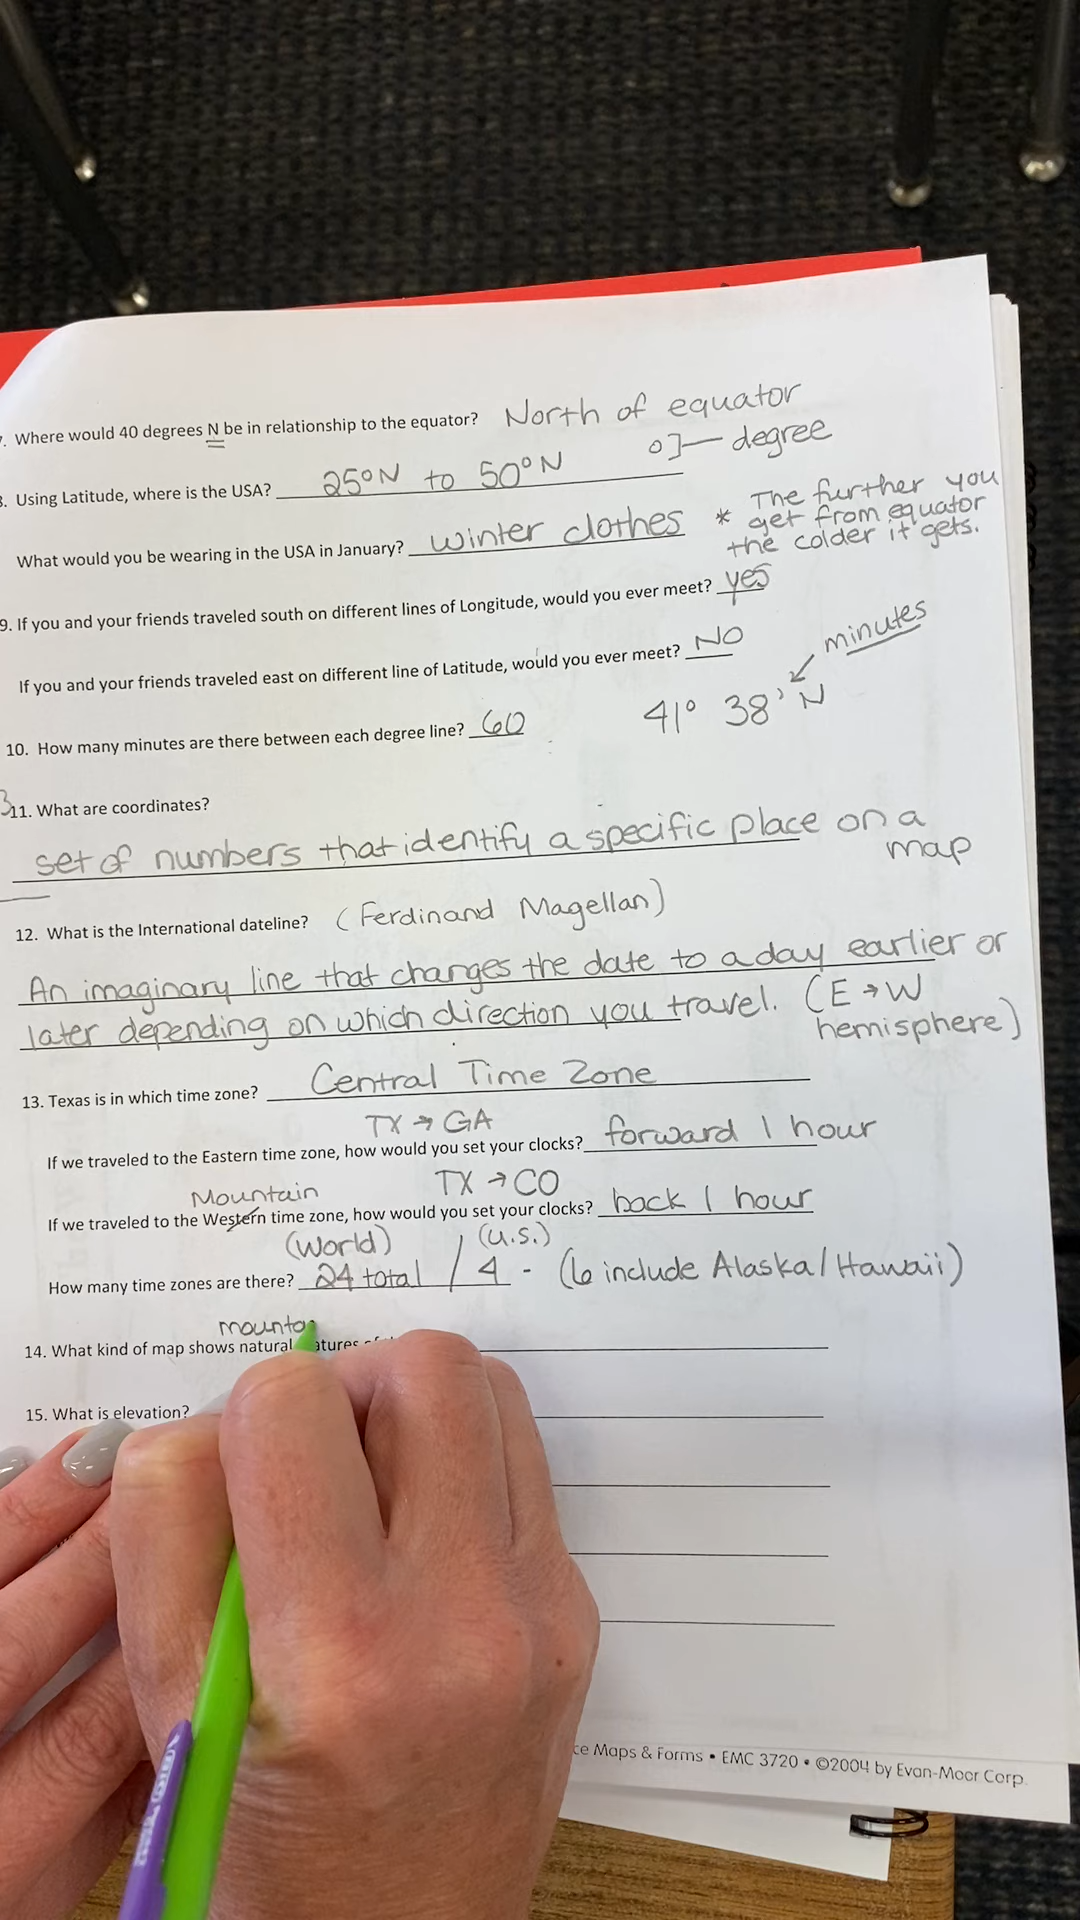 7. Where would 40 degrees N be in relationship to the equator? North of equator
o]— degree
8. Using Latitude, where is the USA? 25°N to 50°N
What would you be wearing in the USA in January? winter clothes
* The further you
get from equator
the colder it gets.
9. If you and your friends traveled south on different lines of Longitude, would you ever meet? yes
If you and your friends traveled east on different line of Latitude, would you ever meet? NO
minutes
10. How many minutes are there between each degree line? 60
41° 38' N
11. What are coordinates?
set of numbers that identify a specific place on a
map
12. What is the International dateline? (Ferdinand Magellan)
An imaginary line that changes the date to a day earlier or
later depending on which direction you travel. (E → W
hemisphere)
13. Texas is in which time zone? Central Time Zone
TX → GA
If we traveled to the Eastern time zone, how would you set your clocks? forward 1 hour
Mountain TX → CO
If we traveled to the Western time zone, how would you set your clocks? back 1 hour
(World) (U.S.)
How many time zones are there? 24 total / 4 - (6 include Alaska/Hawaii)
mounta
14. What kind of map shows natural
15. What is elevation?
Maps & Forms • EMC 3720 • ©2004 by Evan-Moor Corp.